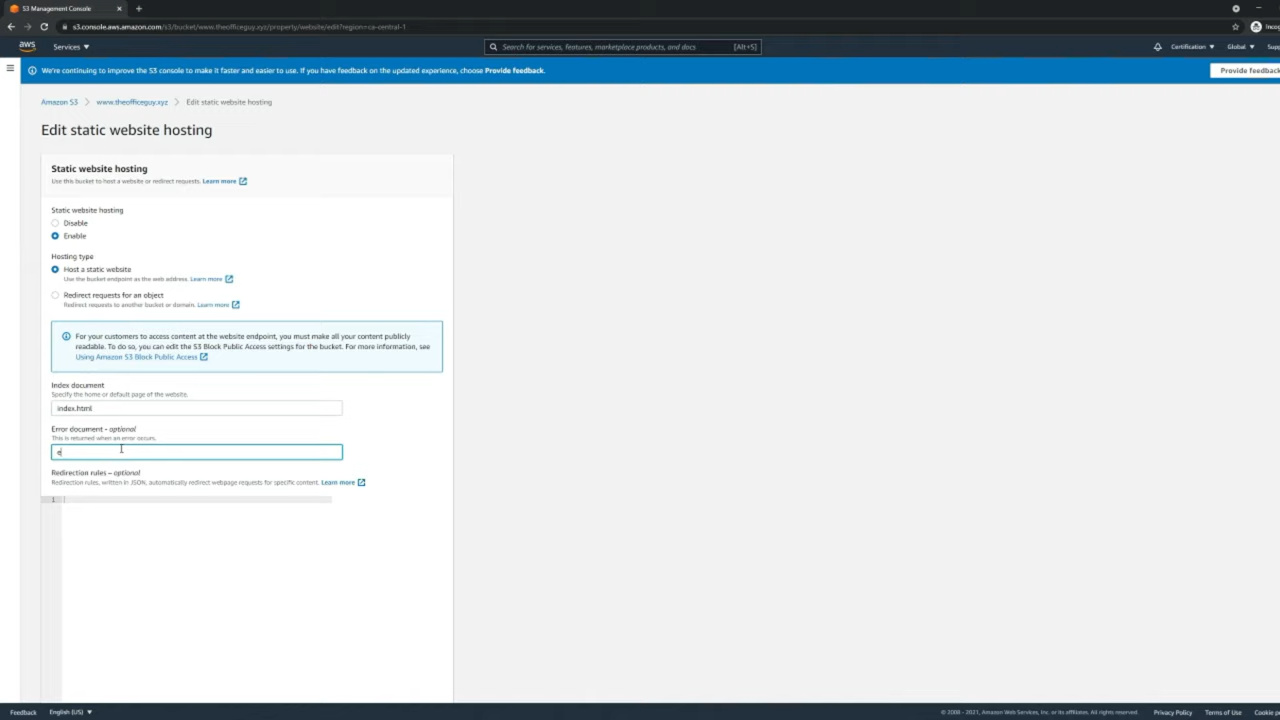 S3 Management Console
s3.console.aws.amazon.com/s3/bucket/www.theofficeguy.xyz/property/website/edit?region=ca-central-1
aws
Services
Search for services, features, marketplace products, and docs
[Alt+S]
Certification
Global
Supp
We're continuing to improve the S3 console to make it faster and easier to use. If you have feedback on the updated experience, choose Provide feedback.
Provide feedback
Amazon S3 > www.theofficeguy.xyz > Edit static website hosting
Edit static website hosting
Static website hosting
Use this bucket to host a website or redirect requests. Learn more
Static website hosting
Disable
Enable
Hosting type
Host a static website
Use the bucket endpoint as the web address. Learn more
Redirect requests for an object
Redirect requests to another bucket or domain. Learn more
For your customers to access content at the website endpoint, you must make all your content publicly
readable. To do so, you can edit the S3 Block Public Access settings for the bucket. For more information, see
Using Amazon S3 Block Public Access
Index document
Specify the home or default page of the website.
index.html
Error document - optional
This is returned when an error occurs.
e
Redirection rules – optional
Redirection rules, written in JSON, automatically redirect webpage requests for specific content. Learn more
1
Feedback
English (US)
© 2008 - 2021, Amazon Web Services, Inc. or its affiliates. All rights reserved.
Privacy Policy
Terms of Use
Cookie p